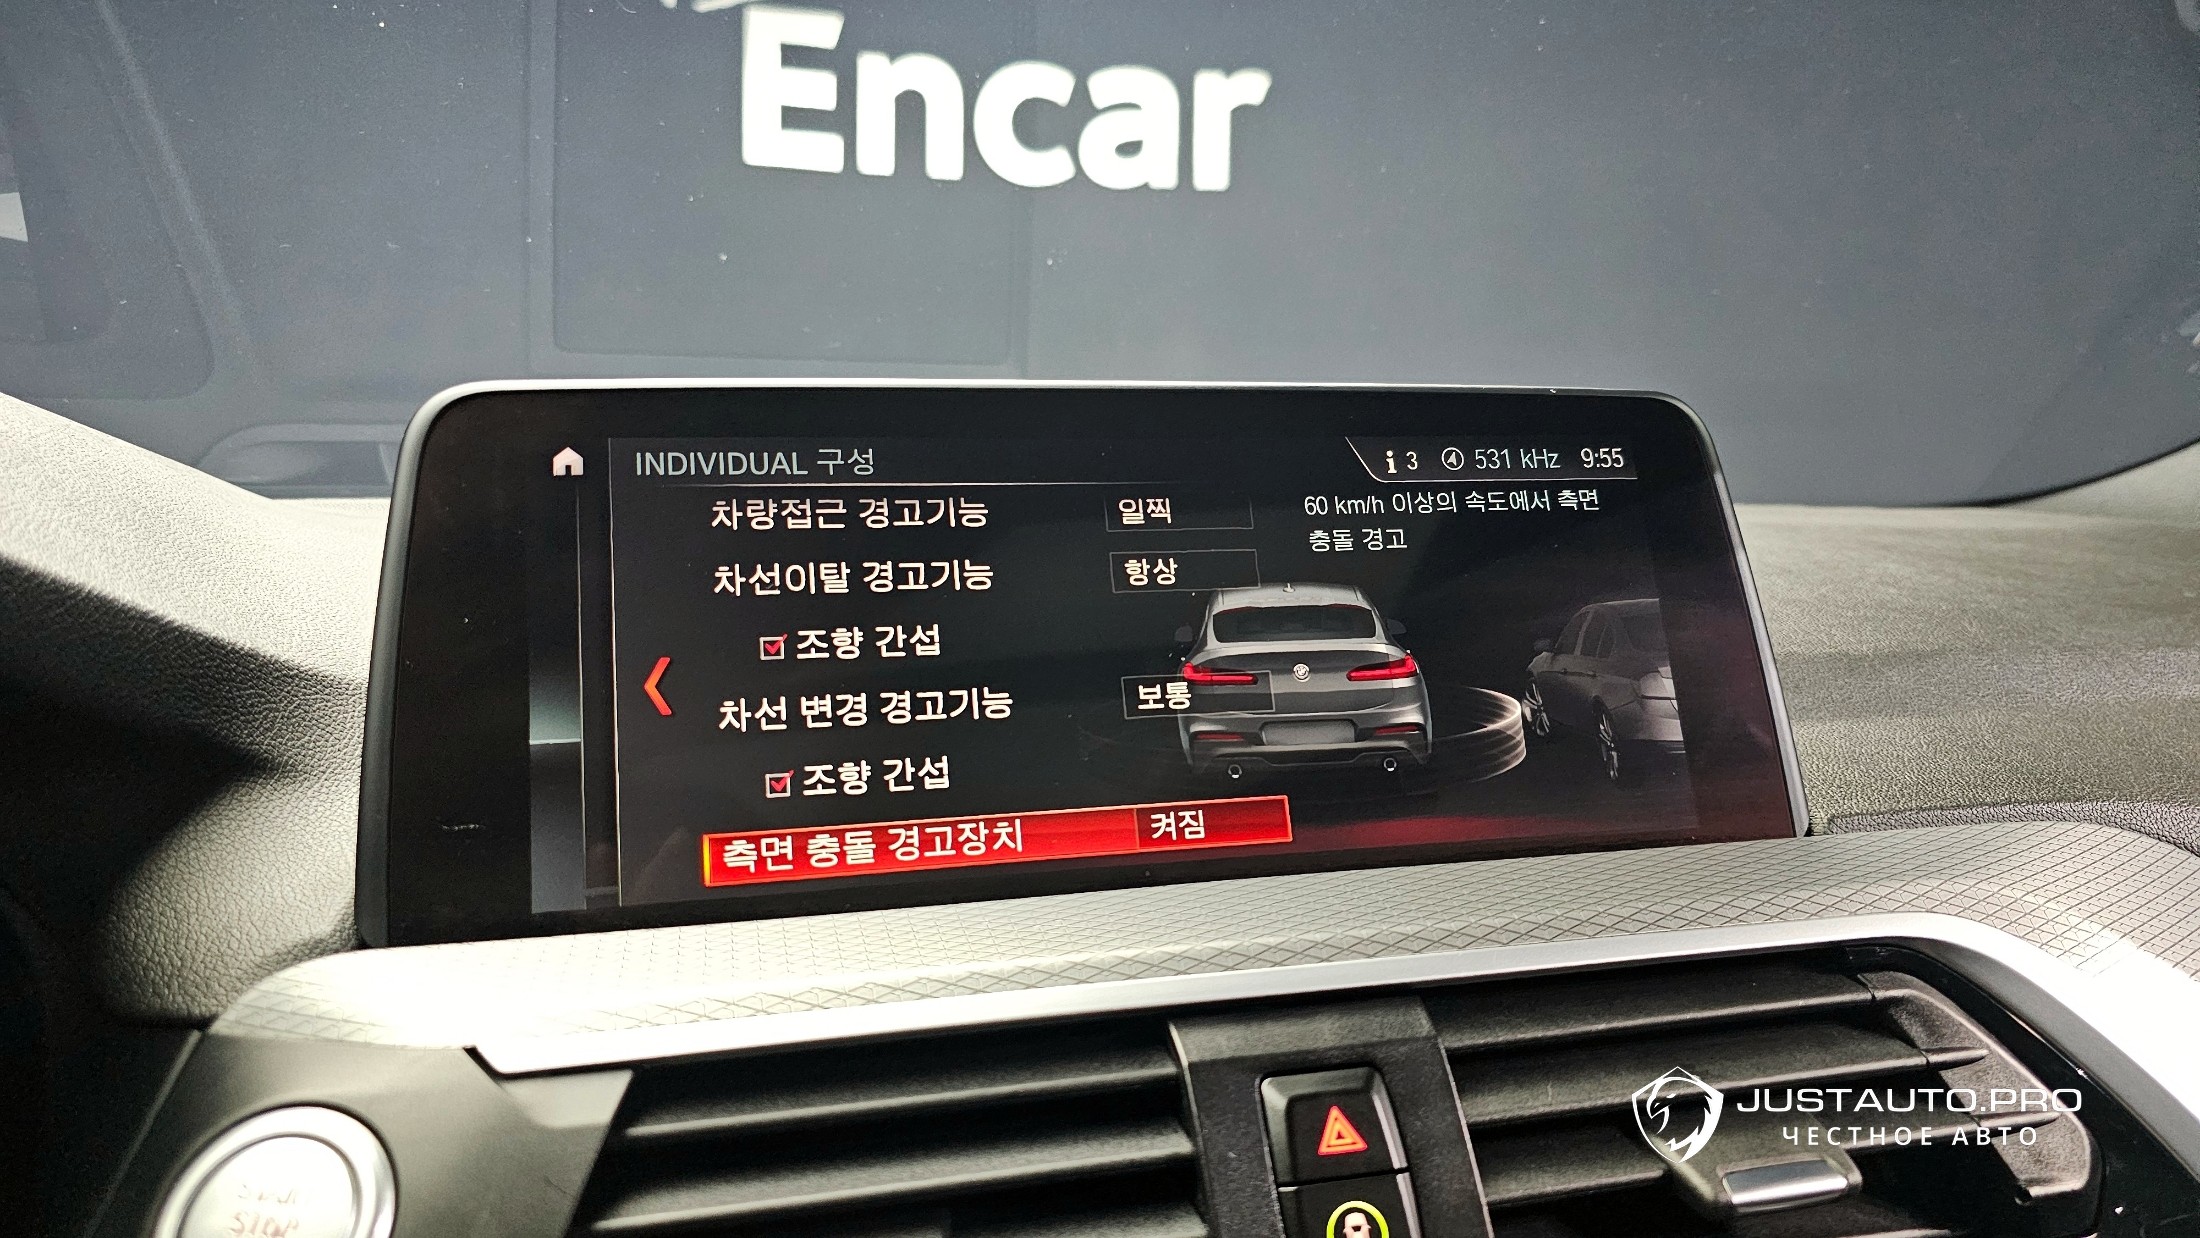 Encar
INDIVIDUAL 구성
3 531 kHz 9:55
차량접근 경고기능 일찍
차선이탈 경고기능 항상
조향 간섭
차선 변경 경고기능 보통
조향 간섭
측면 충돌 경고장치 켜짐
60 km/h 이상의 속도에서 측면
충돌 경고
STOP
JUSTAUTO.PRO
ЧЕСТНОЕ АВТО